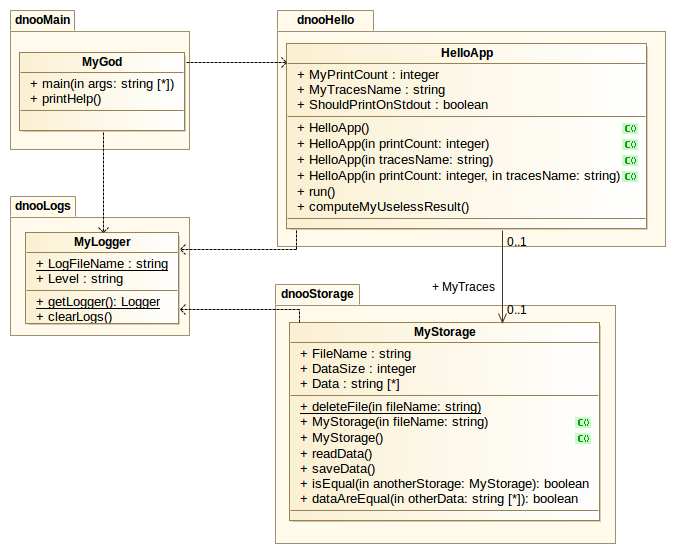 dnooMain
MyGod
+ main(in args: string [*])
+ printHelp()
dnooHello
HelloApp
+ MyPrintCount : integer
+ MyTracesName : string
+ ShouldPrintOnStdout : boolean
+ HelloApp()
+ HelloApp(in printCount: integer)
+ HelloApp(in tracesName: string)
+ HelloApp(in printCount: integer, in tracesName: string)
+ run()
+ computeMyUselessResult()
dnooLogs
MyLogger
+ LogFileName : string
+ Level : string
+ getLogger(): Logger
+ clearLogs()
0..1
+ MyTraces
0..1
dnooStorage
MyStorage
+ FileName : string
+ DataSize : integer
+ Data : string [*]
+ deleteFile(in fileName: string)
+ MyStorage(in fileName: string)
+ MyStorage()
+ readData()
+ saveData()
+ isEqual(in anotherStorage: MyStorage): boolean
+ dataAreEqual(in otherData: string [*]): boolean